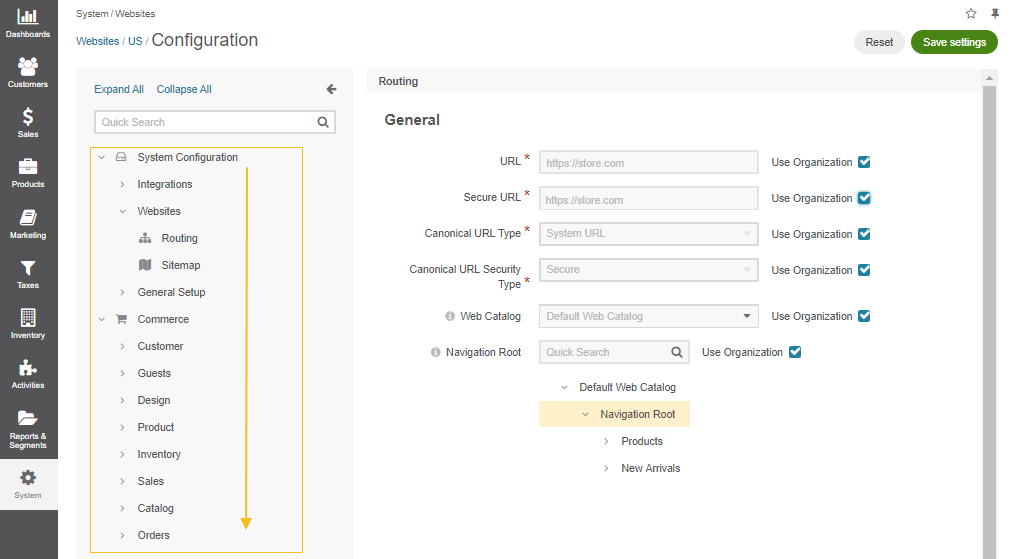 Dashboards
Customers
Sales
Products
Marketing
Taxes
Inventory
Activities
Reports &
Segments
System
System / Websites
Websites / US / Configuration
Reset
Save settings
Expand All Collapse All
Quick Search
System Configuration
Integrations
Websites
Routing
Sitemap
General Setup
Commerce
Customer
Guests
Design
Product
Inventory
Sales
Catalog
Orders
Routing
General
URL * https://store.com Use Organization
Secure URL * https://store.com Use Organization
Canonical URL Type * System URL Use Organization
Canonical URL Security
Type * Secure Use Organization
Web Catalog Default Web Catalog Use Organization
Navigation Root Quick Search Use Organization
Default Web Catalog
Navigation Root
Products
New Arrivals